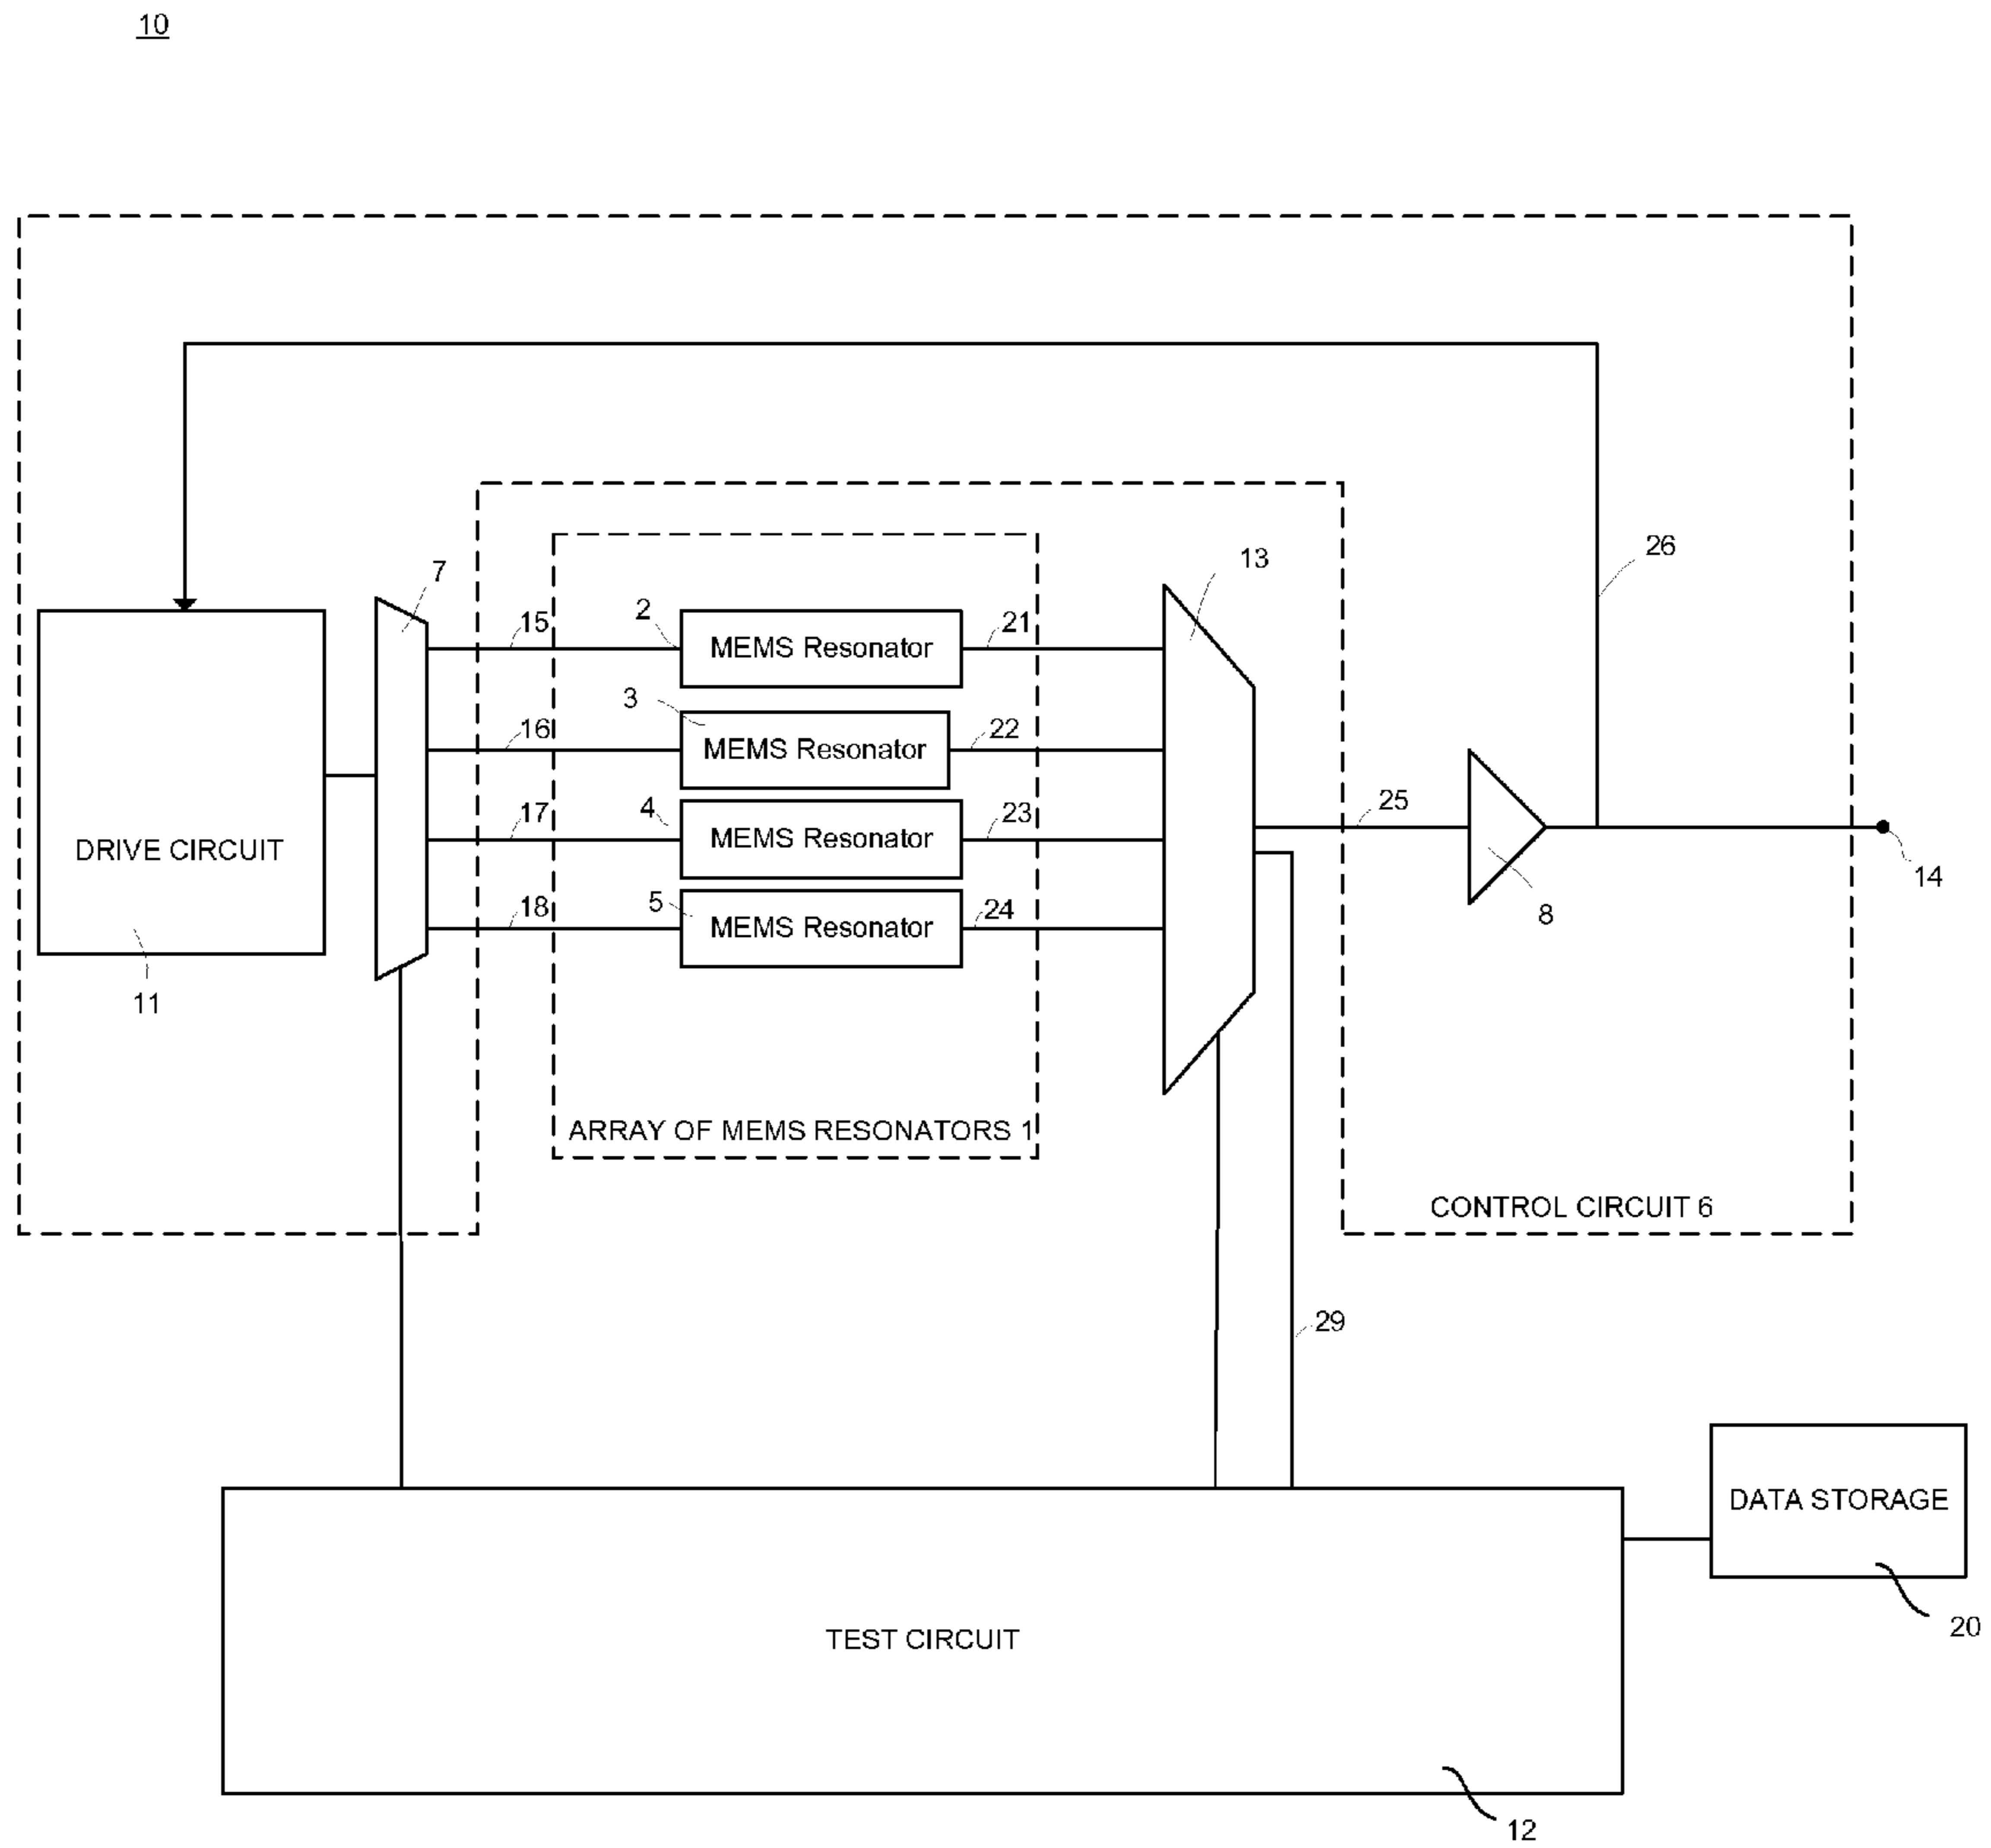 10
26
13
7
15
2
MEMS Resonator
21
3
16
MEMS Resonator
22
17
4
MEMS Resonator
23
25
18
5
MEMS Resonator
24
DRIVE CIRCUIT
14
8
11
ARRAY OF MEMS RESONATORS 1
CONTROL CIRCUIT 6
29
DATA STORAGE
20
TEST CIRCUIT
12